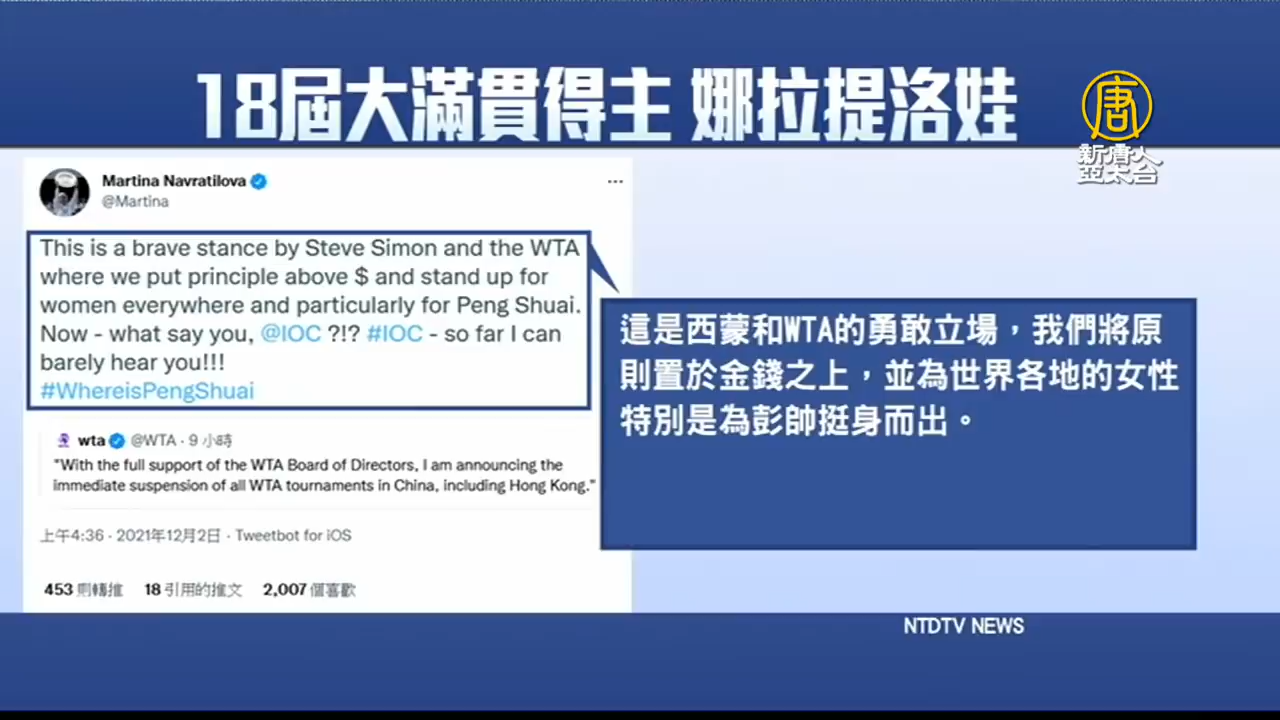 18屆大滿貫得主 娜拉提洛娃
唐
新唐人
亞太台
Martina Navratilova
@Martina
This is a brave stance by Steve Simon and the WTA
where we put principle above $ and stand up for
women everywhere and particularly for Peng Shuai.
Now - what say you, @IOC ?!? #IOC - so far I can
barely hear you!!!
#WhereisPengShuai
這是西蒙和WTA的勇敢立場，我們將原
則置於金錢之上，並為世界各地的女性
特別是為彭帥挺身而出。
wta @WTA · 9 小時
"With the full support of the WTA Board of Directors, I am announcing the
immediate suspension of all WTA tournaments in China, including Hong Kong."
上午4:36 · 2021年12月2日 · Tweetbot for iOS
453 則轉推 18 引用的推文 2,007 個喜歡
NTDTV NEWS